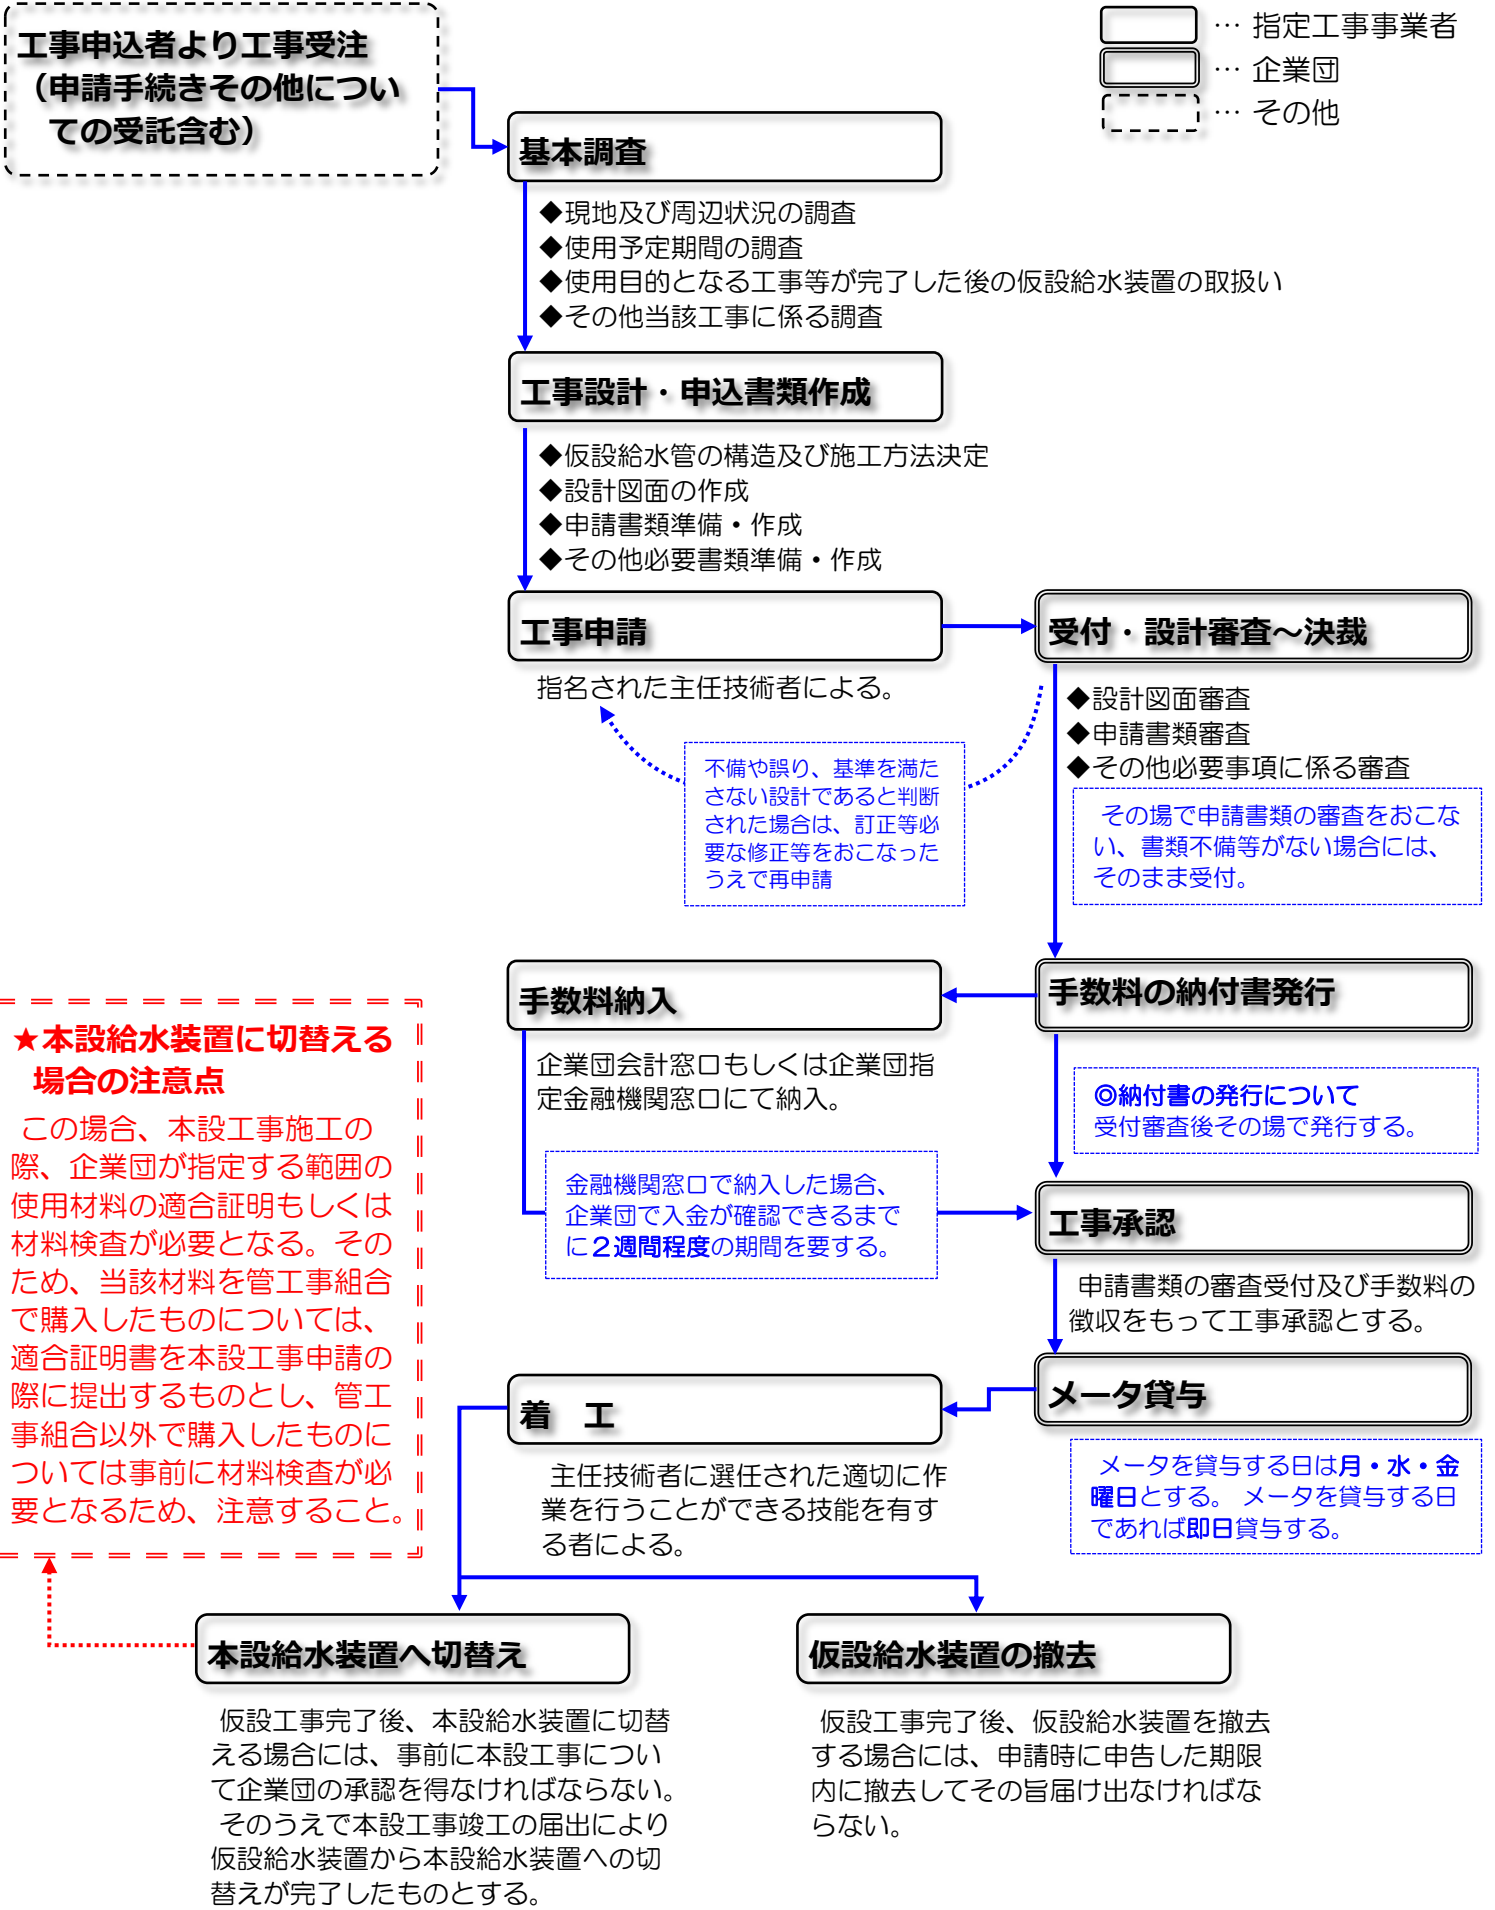 工事申込者より工事受注
（申請手続きその他につい
ての受託含む）
… 指定工事事業者
… 企業団
… その他
基本調査
◆現地及び周辺状況の調査
◆使用予定期間の調査
◆使用目的となる工事等が完了した後の仮設給水装置の取扱い
◆その他当該工事に係る調査
工事設計・申込書類作成
◆仮設給水管の構造及び施工方法決定
◆設計図面の作成
◆申請書類準備・作成
◆その他必要書類準備・作成
工事申請
指名された主任技術者による。
受付・設計審査～決裁
◆設計図面審査
◆申請書類審査
◆その他必要事項に係る審査
不備や誤り、基準を満た
さない設計であると判断
された場合は、訂正等必
要な修正等をおこなった
うえで再申請
その場で申請書類の審査をおこな
い、書類不備等がない場合には、
そのまま受付。
手数料の納付書発行
手数料納入
企業団会計窓口もしくは企業団指
定金融機関窓口にて納入。
◎納付書の発行について
受付審査後その場で発行する。
金融機関窓口で納入した場合、
企業団で入金が確認できるまで
に２週間程度の期間を要する。
工事承認
申請書類の審査受付及び手数料の
徴収をもって工事承認とする。
メータ貸与
メータを貸与する日は月・水・金
曜日とする。 メータを貸与する日
であれば即日貸与する。
着　工
主任技術者に選任された適切に作
業を行うことができる技能を有す
る者による。
★本設給水装置に切替える
場合の注意点
この場合、本設工事施工の
際、企業団が指定する範囲の
使用材料の適合証明もしくは
材料検査が必要となる。その
ため、当該材料を管工事組合
で購入したものについては、
適合証明書を本設工事申請の
際に提出するものとし、管工
事組合以外で購入したものに
ついては事前に材料検査が必
要となるため、注意すること。
本設給水装置へ切替え
仮設工事完了後、本設給水装置に切替
える場合には、事前に本設工事につい
て企業団の承認を得なければならない。
そのうえで本設工事竣工の届出により
仮設給水装置から本設給水装置への切
替えが完了したものとする。
仮設給水装置の撤去
仮設工事完了後、仮設給水装置を撤去
する場合には、申請時に申告した期限
内に撤去してその旨届け出なければな
らない。